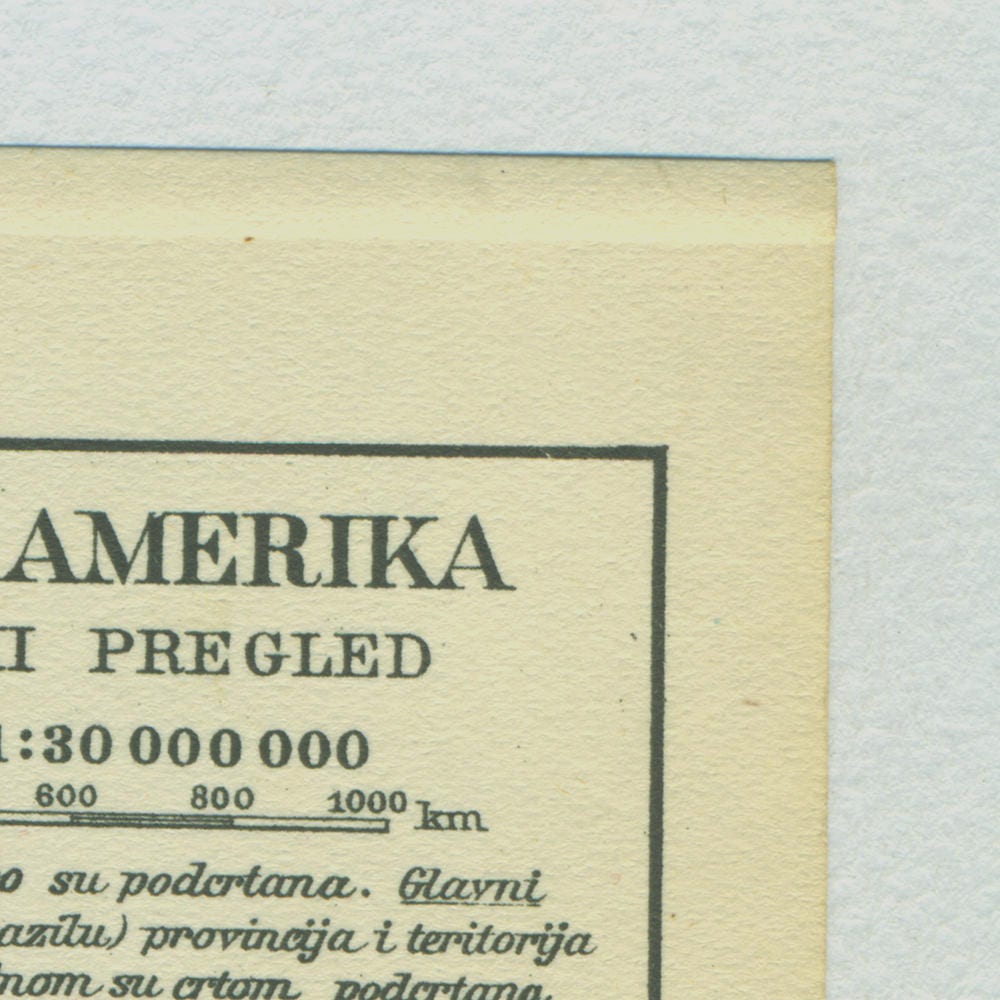 AMERIKA
I PREGLED
1:30 000 000
600 800 1000 km
su podcrtana. Glavni
azilu) provincija i teritorija
nom su crtom podcrtana